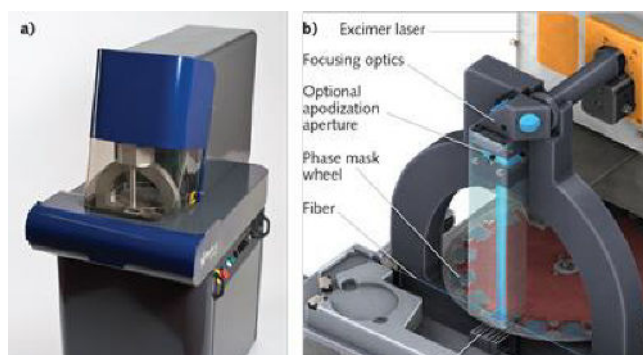 a)
b)
Excimer laser
Focusing optics
Optional
apodization
aperture
Phase mask
wheel
Fiber